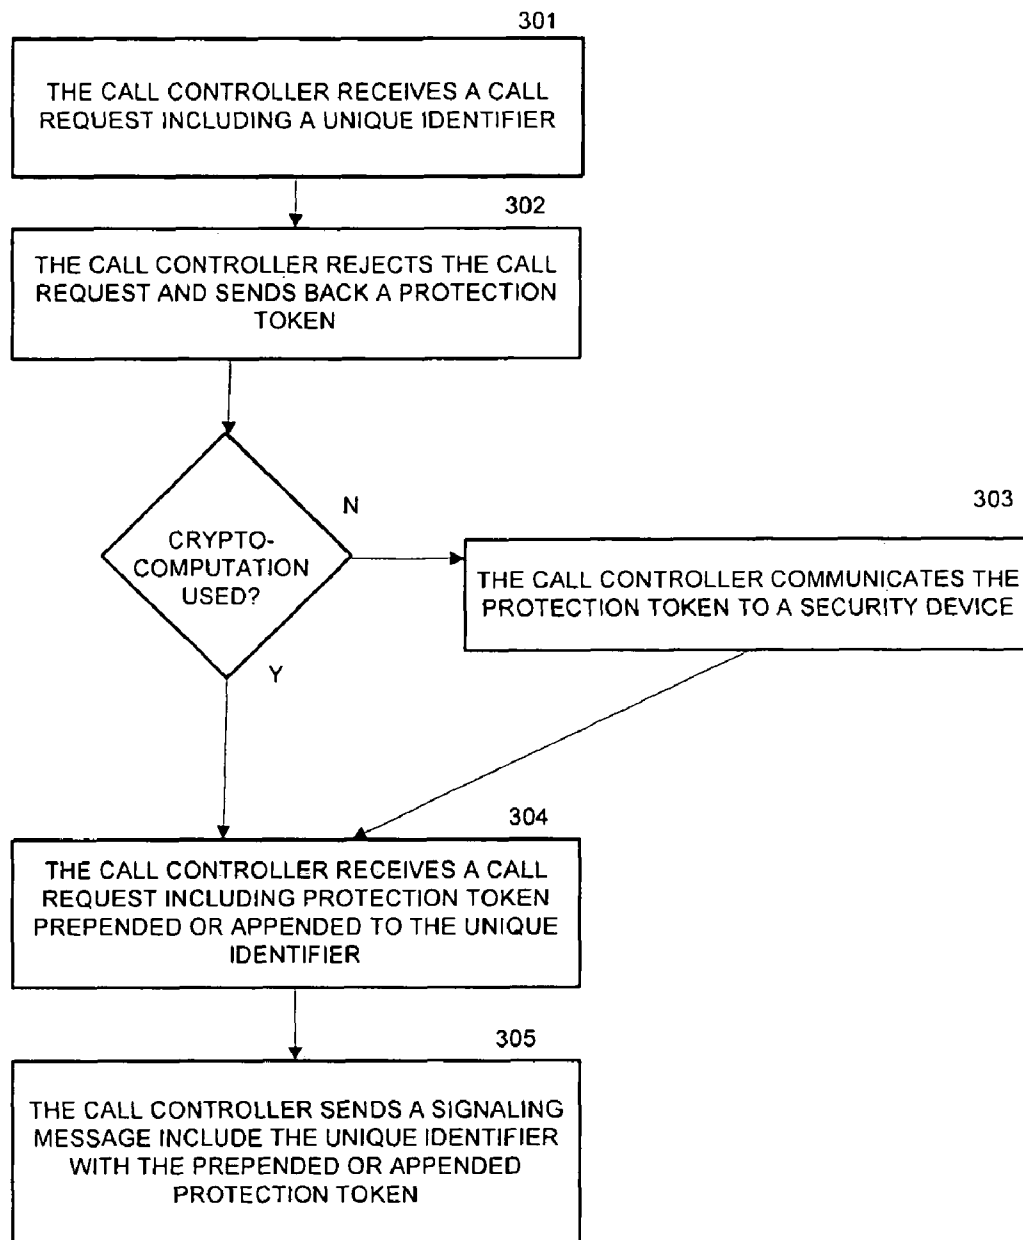 301
THE CALL CONTROLLER RECEIVES A CALL
REQUEST INCLUDING A UNIQUE IDENTIFIER
302
THE CALL CONTROLLER REJECTS THE CALL
REQUEST AND SENDS BACK A PROTECTION
TOKEN
CRYPTO-
COMPUTATION
USED?
N
Y
303
THE CALL CONTROLLER COMMUNICATES THE
PROTECTION TOKEN TO A SECURITY DEVICE
304
THE CALL CONTROLLER RECEIVES A CALL
REQUEST INCLUDING PROTECTION TOKEN
PREPENDED OR APPENDED TO THE UNIQUE
IDENTIFIER
305
THE CALL CONTROLLER SENDS A SIGNALING
MESSAGE INCLUDE THE UNIQUE IDENTIFIER
WITH THE PREPENDED OR APPENDED
PROTECTION TOKEN